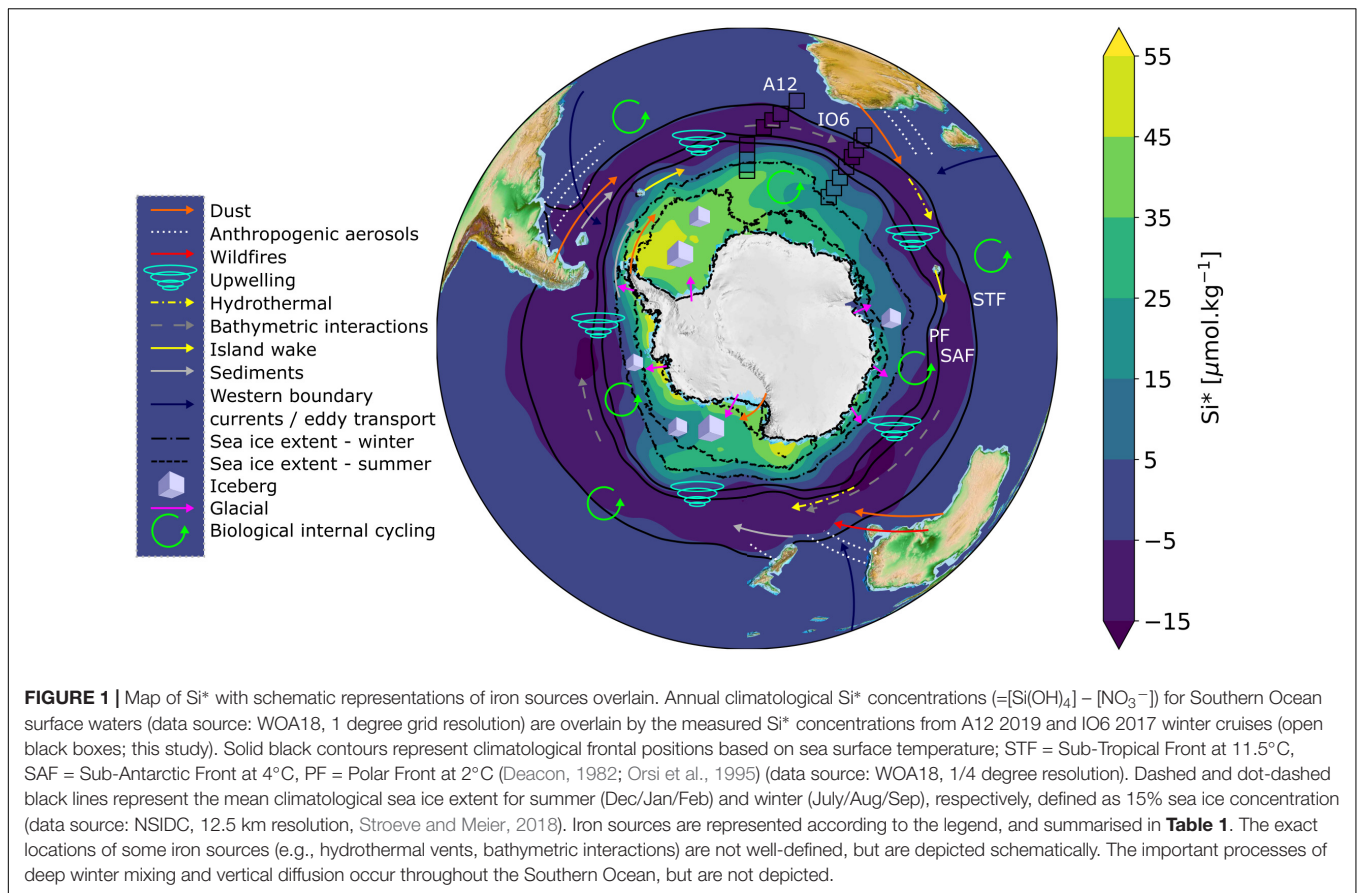 A12
IO6
STF
PF
SAF
Dust
Anthropogenic aerosols
Wildfires
Upwelling
Hydrothermal
Bathymetric interactions
Island wake
Sediments
Western boundary
currents / eddy transport
Sea ice extent - winter
Sea ice extent - summer
Iceberg
Glacial
Biological internal cycling
55
45
35
25
15
5
−5
−15
Si* [μmol.kg⁻¹]
FIGURE 1 | Map of Si* with schematic representations of iron sources overlain. Annual climatological Si* concentrations (=[Si(OH)₄] – [NO₃⁻]) for Southern Ocean
surface waters (data source: WOA18, 1 degree grid resolution) are overlain by the measured Si* concentrations from A12 2019 and IO6 2017 winter cruises (open
black boxes; this study). Solid black contours represent climatological frontal positions based on sea surface temperature; STF = Sub-Tropical Front at 11.5°C,
SAF = Sub-Antarctic Front at 4°C, PF = Polar Front at 2°C (Deacon, 1982; Orsi et al., 1995) (data source: WOA18, 1/4 degree resolution). Dashed and dot-dashed
black lines represent the mean climatological sea ice extent for summer (Dec/Jan/Feb) and winter (July/Aug/Sep), respectively, defined as 15% sea ice concentration
(data source: NSIDC, 12.5 km resolution, Stroeve and Meier, 2018). Iron sources are represented according to the legend, and summarised in Table 1. The exact
locations of some iron sources (e.g., hydrothermal vents, bathymetric interactions) are not well-defined, but are depicted schematically. The important processes of
deep winter mixing and vertical diffusion occur throughout the Southern Ocean, but are not depicted.